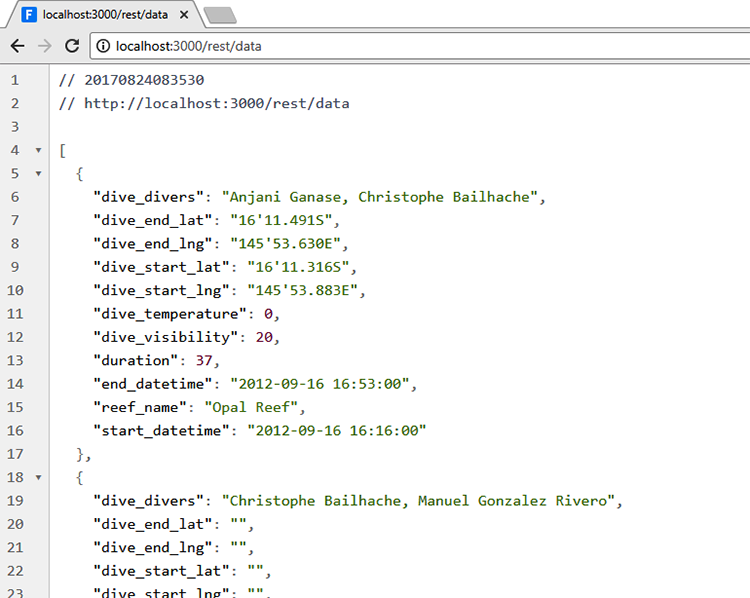 F localhost:3000/rest/data ×
localhost:3000/rest/data
1 // 20170824083530
2 // http://localhost:3000/rest/data
3
4 [
5 {
6 "dive_divers": "Anjani Ganase, Christophe Bailhache",
7 "dive_end_lat": "16'11.491S",
8 "dive_end_lng": "145'53.630E",
9 "dive_start_lat": "16'11.316S",
10 "dive_start_lng": "145'53.883E",
11 "dive_temperature": 0,
12 "dive_visibility": 20,
13 "duration": 37,
14 "end_datetime": "2012-09-16 16:53:00",
15 "reef_name": "Opal Reef",
16 "start_datetime": "2012-09-16 16:16:00"
17 },
18 {
19 "dive_divers": "Christophe Bailhache, Manuel Gonzalez Rivero",
20 "dive_end_lat": "",
21 "dive_end_lng": "",
22 "dive_start_lat": "",
23 "dive_start_lng": "",